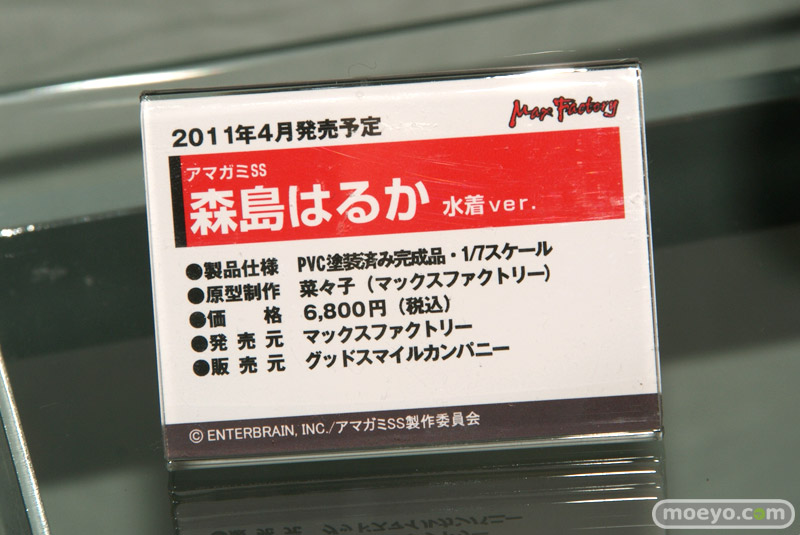 Max Factory
2011年4月発売予定
アマガミSS
森島はるか 水着ver.
●製品仕様 PVC塗装済み完成品・1/7スケール
●原型制作 菜々子（マックスファクトリー）
●価格 6,800円（税込）
●発売元 マックスファクトリー
●販売元 グッドスマイルカンパニー
© ENTERBRAIN, INC./アマガミSS製作委員会
moeyo.com